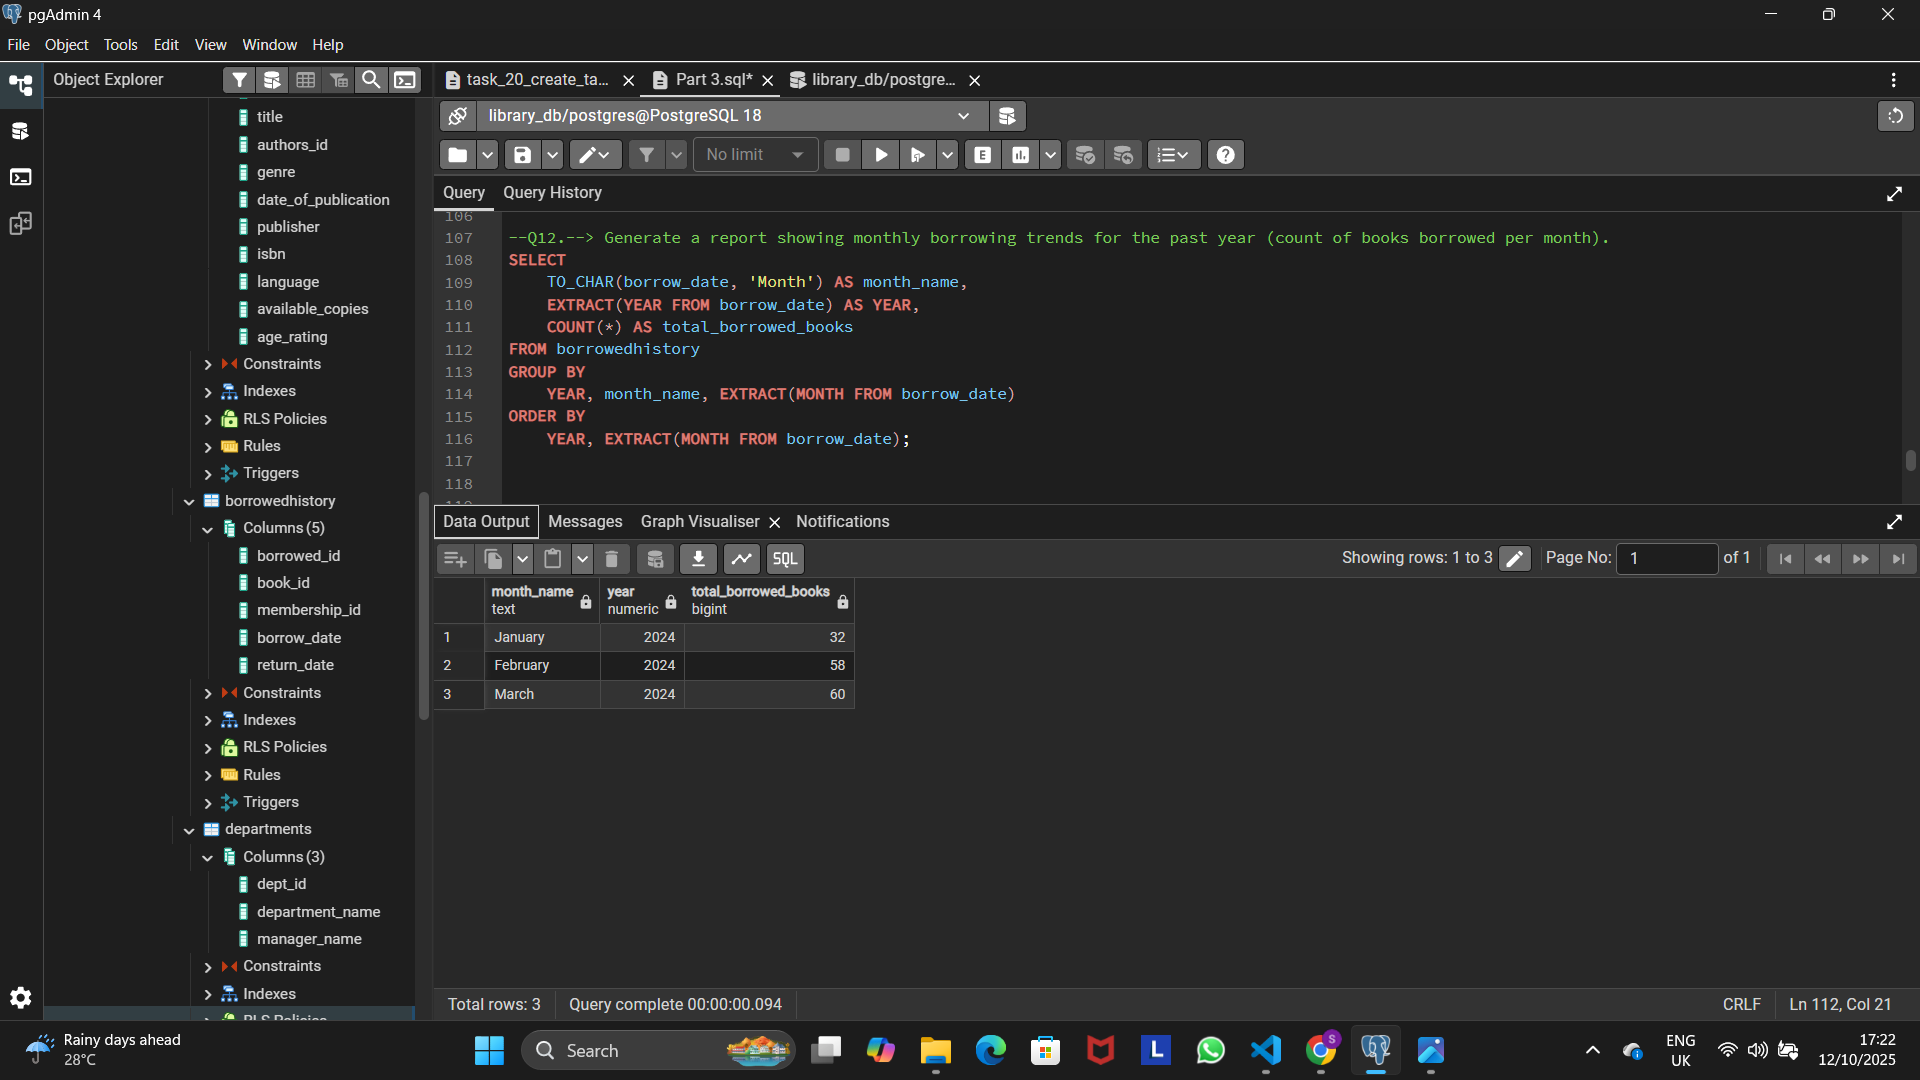 pgAdmin 4
File Object Tools Edit View Window Help
Object Explorer
title
authors_id
genre
date_of_publication
publisher
isbn
language
available_copies
age_rating
Constraints
Indexes
RLS Policies
Rules
Triggers
borrowedhistory
Columns (5)
borrowed_id
book_id
membership_id
borrow_date
return_date
Constraints
Indexes
RLS Policies
Rules
Triggers
departments
Columns (3)
dept_id
department_name
manager_name
Constraints
Indexes
RLS Policies
task_20_create_ta... Part 3.sql* library_db/postgre...
library_db/postgres@PostgreSQL 18
No limit
E
Query Query History
106
107 --Q12.--> Generate a report showing monthly borrowing trends for the past year (count of books borrowed per month).
108 SELECT
109 TO_CHAR(borrow_date, 'Month') AS month_name,
110 EXTRACT(YEAR FROM borrow_date) AS YEAR,
111 COUNT(*) AS total_borrowed_books
112 FROM borrowedhistory
113 GROUP BY
114 YEAR, month_name, EXTRACT(MONTH FROM borrow_date)
115 ORDER BY
116 YEAR, EXTRACT(MONTH FROM borrow_date);
117
118
Data Output Messages Graph Visualiser Notifications
SQL Showing rows: 1 to 3 Page No: 1 of 1
month_name year total_borrowed_books
text numeric bigint
1 January 2024 32
2 February 2024 58
3 March 2024 60
Total rows: 3 Query complete 00:00:00.094 CRLF Ln 112, Col 21
Rainy days ahead
28°C
Search
L
S
ENG
UK
17:22
12/10/2025